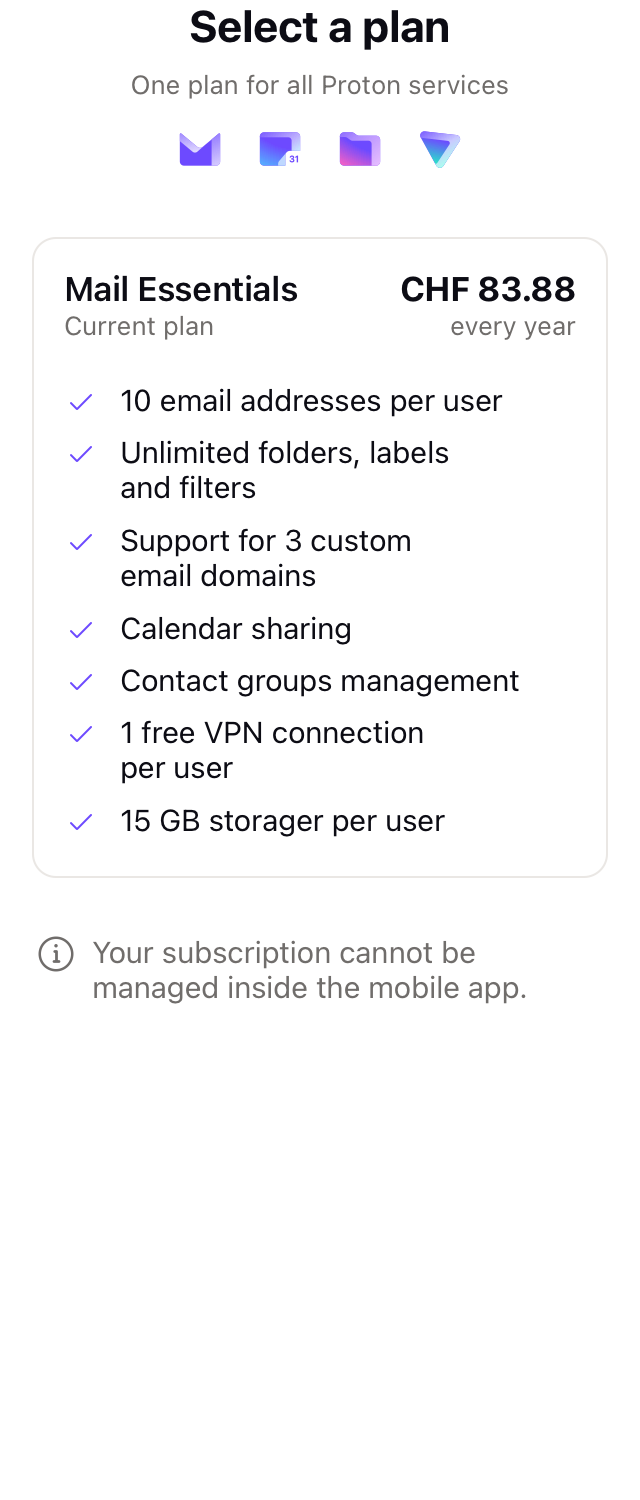 Select a plan
One plan for all Proton services
31
Mail Essentials CHF 83.88
Current plan every year
10 email addresses per user
Unlimited folders, labels
and filters
Support for 3 custom
email domains
Calendar sharing
Contact groups management
1 free VPN connection
per user
15 GB storager per user
Your subscription cannot be
managed inside the mobile app.